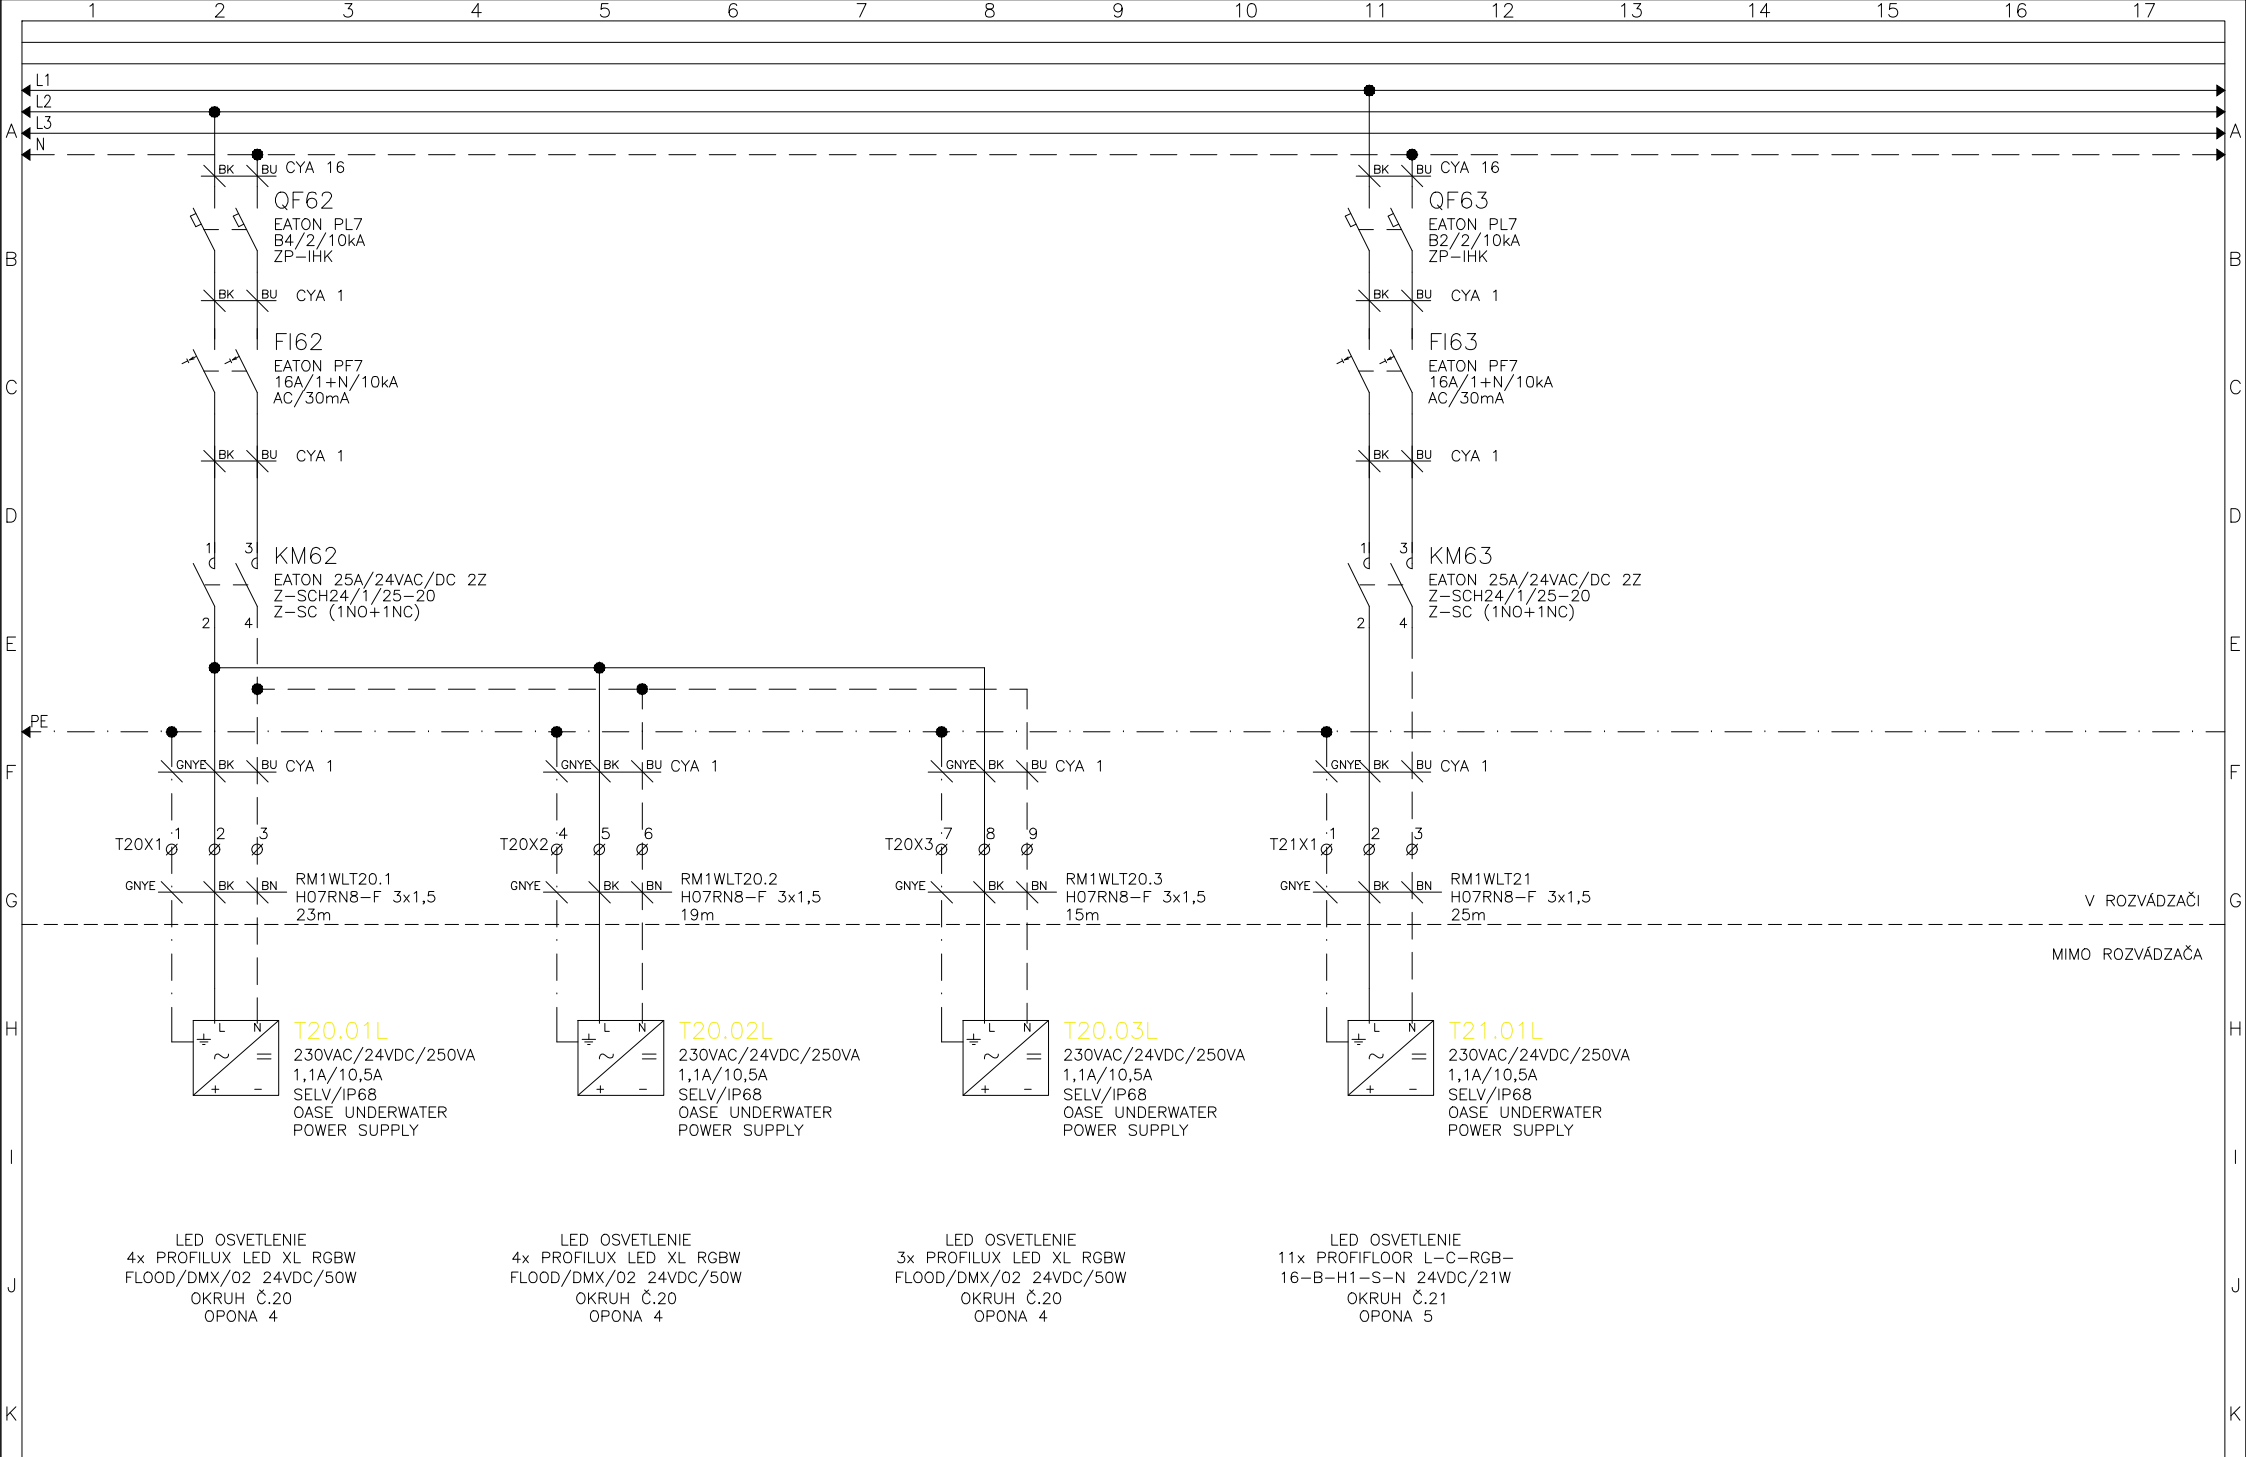 1 2 3 4 5 6 7 8 9 10 11 12 13 14 15 16 17
L1
L2
L3
N
A A
BK BU CYA 16
QF62
EATON PL7
B4/2/10kA
ZP-IHK
BK BU CYA 16
QF63
EATON PL7
B2/2/10kA
ZP-IHK
B B
BK BU CYA 1
BK BU CYA 1
FI62
EATON PF7
16A/1+N/10kA
AC/30mA
FI63
EATON PF7
16A/1+N/10kA
AC/30mA
C C
BK BU CYA 1
BK BU CYA 1
D D
1 3
KM62
EATON 25A/24VAC/DC 2Z
Z-SCH24/1/25-20
Z-SC (1NO+1NC)
2 4
1 3
KM63
EATON 25A/24VAC/DC 2Z
Z-SCH24/1/25-20
Z-SC (1NO+1NC)
2 4
E E
PE
F F
GNYE BK BU CYA 1
GNYE BK BU CYA 1
GNYE BK BU CYA 1
GNYE BK BU CYA 1
T20X1 1 2 3
T20X2 4 5 6
T20X3 7 8 9
T21X1 1 2 3
GNYE BK BN
RM1WLT20.1
H07RN8-F 3x1,5
23m
GNYE BK BN
RM1WLT20.2
H07RN8-F 3x1,5
19m
GNYE BK BN
RM1WLT20.3
H07RN8-F 3x1,5
15m
GNYE BK BN
RM1WLT21
H07RN8-F 3x1,5
25m
G G
V ROZVÁDZAČI
MIMO ROZVÁDZAČA
H H
L N
+ -
T20.01L
230VAC/24VDC/250VA
1,1A/10,5A
SELV/IP68
OASE UNDERWATER
POWER SUPPLY
L N
+ -
T20.02L
230VAC/24VDC/250VA
1,1A/10,5A
SELV/IP68
OASE UNDERWATER
POWER SUPPLY
L N
+ -
T20.03L
230VAC/24VDC/250VA
1,1A/10,5A
SELV/IP68
OASE UNDERWATER
POWER SUPPLY
L N
+ -
T21.01L
230VAC/24VDC/250VA
1,1A/10,5A
SELV/IP68
OASE UNDERWATER
POWER SUPPLY
I I
LED OSVETLENIE
4x PROFILUX LED XL RGBW
FLOOD/DMX/02 24VDC/50W
OKRUH Č.20
OPONA 4
LED OSVETLENIE
4x PROFILUX LED XL RGBW
FLOOD/DMX/02 24VDC/50W
OKRUH Č.20
OPONA 4
LED OSVETLENIE
3x PROFILUX LED XL RGBW
FLOOD/DMX/02 24VDC/50W
OKRUH Č.20
OPONA 4
LED OSVETLENIE
11x PROFIFLOOR L-C-RGB-
16-B-H1-S-N 24VDC/21W
OKRUH Č.21
OPONA 5
J J
K K